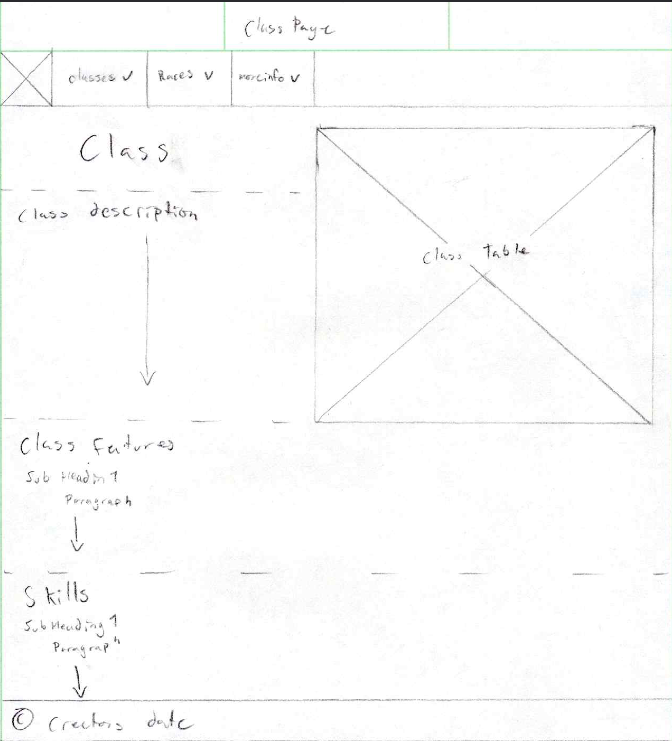 Class Page
classes v Races v moreinfo v
Class
Class description
Class Table
Class Features
Sub Heading 1
Paragraph
Skills
SubHeading 1
Paragraph
© Creators date